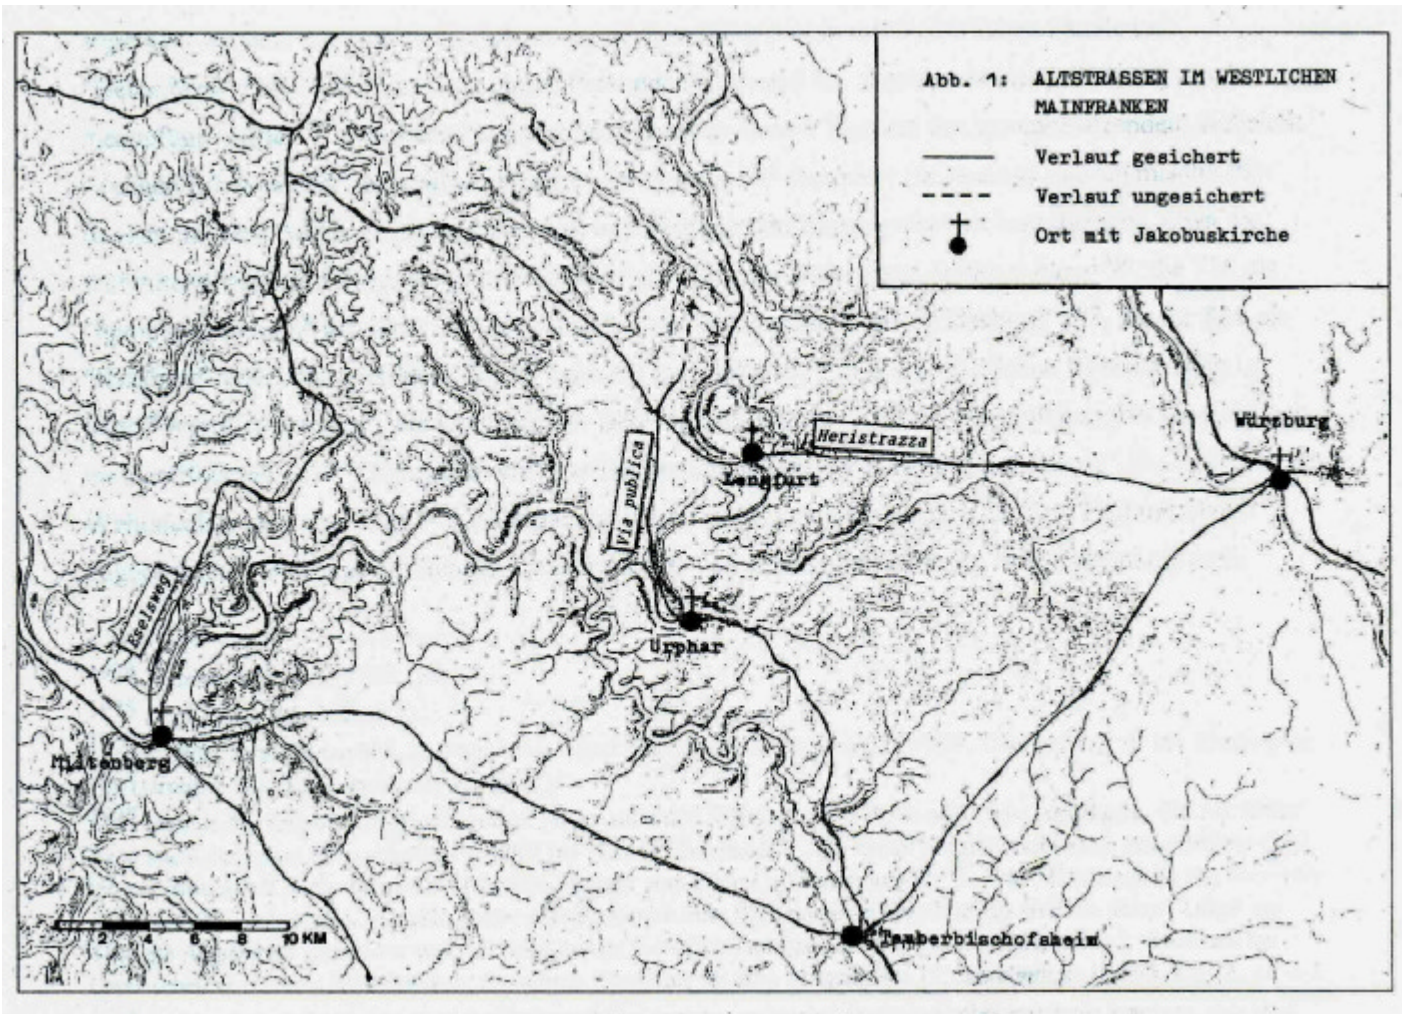 Abb. 1: ALTSTRASSEN IM WESTLICHEN
MAINFRANKEN
Verlauf gesichert
Verlauf ungesichert
Ort mit Jakobuskirche
Würzburg
Heristrazza
Lengfurt
Via publica
Eselsweg
Urphar
Miltenberg
2 4 6 8 10 KM
Tauberbischofsheim